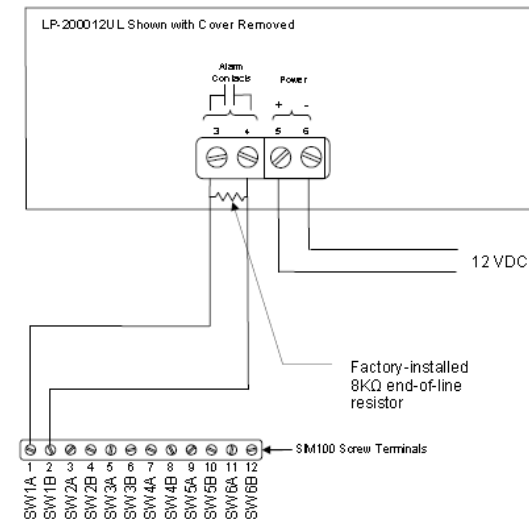 LP-200012UL Shown with Cover Removed
Alarm
Contacts
Power
+ -
3 4 5 6
12 VDC
Factory-installed
8KΩ end-of-line
resistor
SIM100 Screw Terminals
1 2 3 4 5 6 7 8 9 10 11 12
SW1A SW1B SW2A SW2B SW3A SW3B SW4A SW4B SW5A SW5B SW6A SW6B